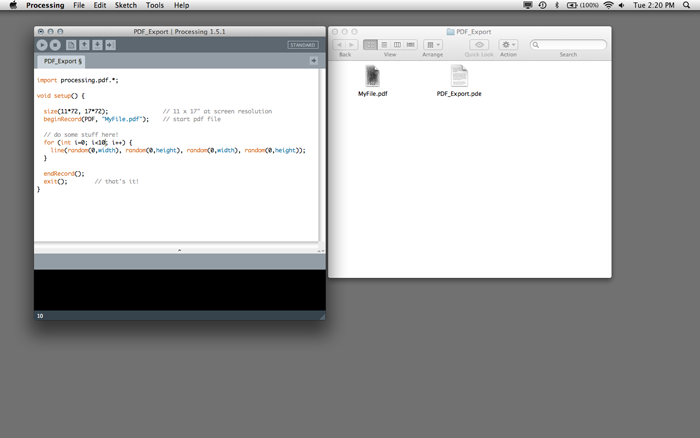 Processing File Edit Sketch Tools Help (100%) Tue 2:20 PM
PDF_Export | Processing 1.5.1
STANDARD
PDF_Export §
import processing.pdf.*;
void setup() {
size(11*72, 17*72); // 11 x 17" at screen resolution
beginRecord(PDF, "MyFile.pdf"); // start pdf file
// do some stuff here!
for (int i=0; i<10; i++) {
line(random(0,width), random(0,height), random(0,width), random(0,height));
}
endRecord();
exit(); // that's it!
}
10
PDF_Export
Back View Arrange Quick Look Action Search
MyFile.pdf PDF_Export.pde